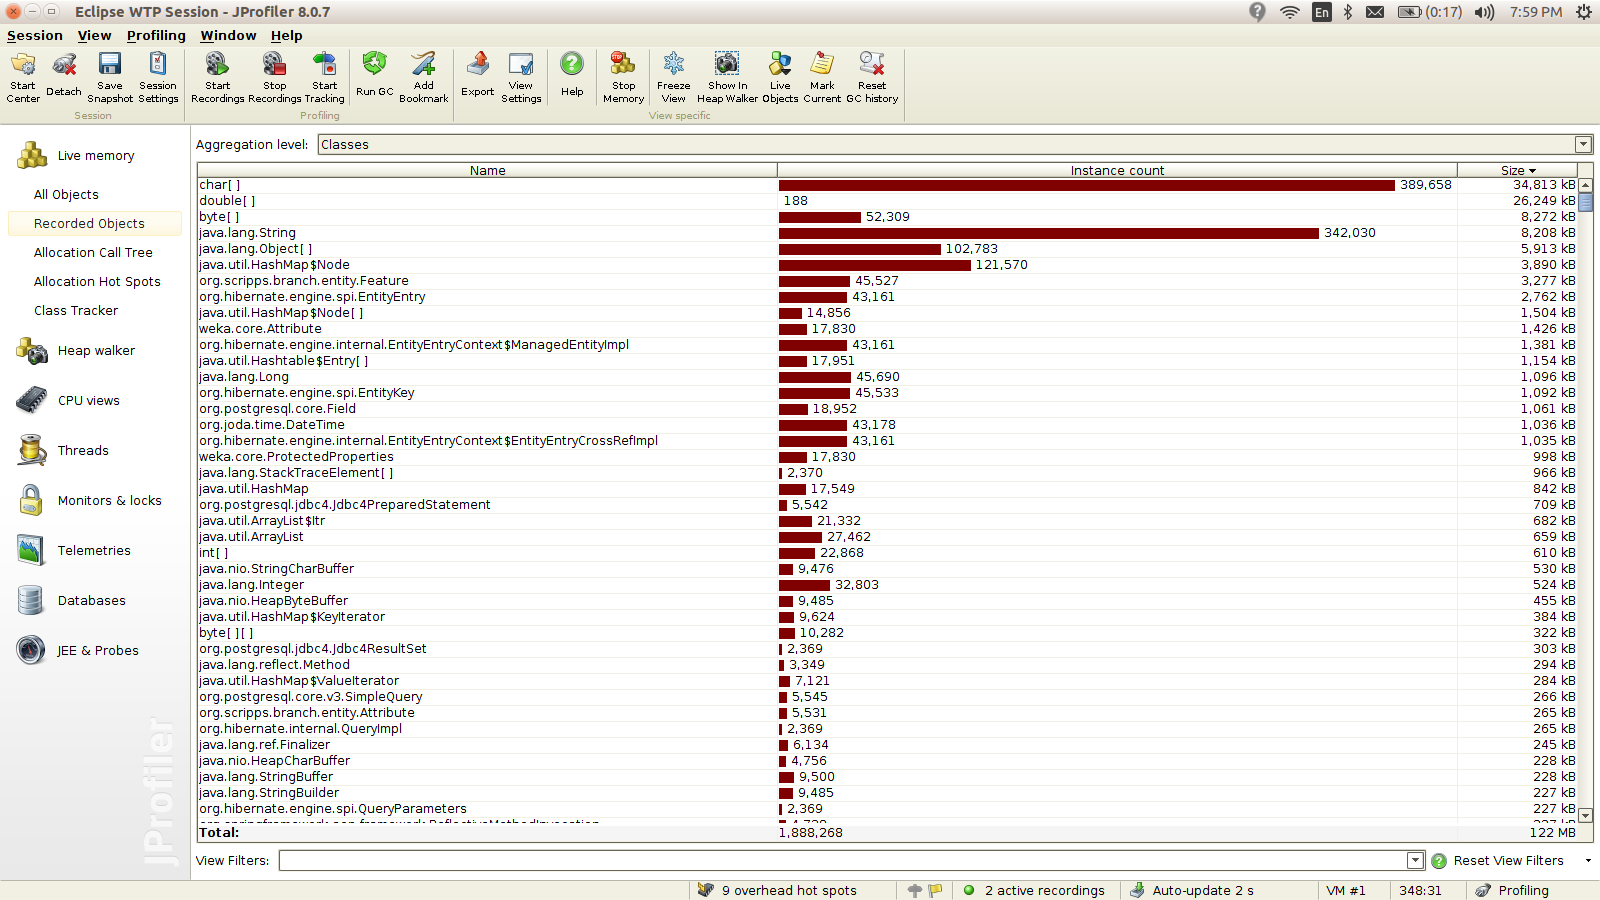 Eclipse WTP Session - JProfiler 8.0.7
En (0:17) 7:59 PM
Session View Profiling Window Help
Start Center
Detach
Save Snapshot
Session Settings
Start Recordings
Stop Recordings
Start Tracking
Run GC
Add Bookmark
Export
View Settings
Help
Stop Memory
Freeze View
Show In Heap Walker
Live Objects
Mark Current
Reset GC history
Session Profiling View specific
Live memory
All Objects
Recorded Objects
Allocation Call Tree
Allocation Hot Spots
Class Tracker
Heap walker
CPU views
Threads
Monitors & locks
Telemetries
Databases
JEE & Probes
JProfiler
Aggregation level: Classes
Name Instance count Size
char[ ] 389,658 34,813 kB
double[ ] 188 26,249 kB
byte[ ] 52,309 8,272 kB
java.lang.String 342,030 8,208 kB
java.lang.Object[ ] 102,783 5,913 kB
java.util.HashMap$Node 121,570 3,890 kB
org.scripps.branch.entity.Feature 45,527 3,277 kB
org.hibernate.engine.spi.EntityEntry 43,161 2,762 kB
java.util.HashMap$Node[ ] 14,856 1,504 kB
weka.core.Attribute 17,830 1,426 kB
org.hibernate.engine.internal.EntityEntryContext$ManagedEntityImpl 43,161 1,381 kB
java.util.Hashtable$Entry[ ] 17,951 1,154 kB
java.lang.Long 45,690 1,096 kB
org.hibernate.engine.spi.EntityKey 45,533 1,092 kB
org.postgresql.core.Field 18,952 1,061 kB
org.joda.time.DateTime 43,178 1,036 kB
org.hibernate.engine.internal.EntityEntryContext$EntityEntryCrossRefImpl 43,161 1,035 kB
weka.core.ProtectedProperties 17,830 998 kB
java.lang.StackTraceElement[ ] 2,370 966 kB
java.util.HashMap 17,549 842 kB
org.postgresql.jdbc4.Jdbc4PreparedStatement 5,542 709 kB
java.util.ArrayList$Itr 21,332 682 kB
java.util.ArrayList 27,462 659 kB
int[ ] 22,868 610 kB
java.nio.StringCharBuffer 9,476 530 kB
java.lang.Integer 32,803 524 kB
java.nio.HeapByteBuffer 9,485 455 kB
java.util.HashMap$KeyIterator 9,624 384 kB
byte[ ][ ] 10,282 322 kB
org.postgresql.jdbc4.Jdbc4ResultSet 2,369 303 kB
java.lang.reflect.Method 3,349 294 kB
java.util.HashMap$ValueIterator 7,121 284 kB
org.postgresql.core.v3.SimpleQuery 5,545 266 kB
org.scripps.branch.entity.Attribute 5,531 265 kB
org.hibernate.internal.QueryImpl 2,369 265 kB
java.lang.ref.Finalizer 6,134 245 kB
java.nio.HeapCharBuffer 4,756 228 kB
java.lang.StringBuffer 9,500 228 kB
java.lang.StringBuilder 9,485 227 kB
org.hibernate.engine.spi.QueryParameters 2,369 227 kB
Total: 1,888,268 122 MB
View Filters: Reset View Filters
9 overhead hot spots 2 active recordings Auto-update 2 s VM #1 348:31 Profiling